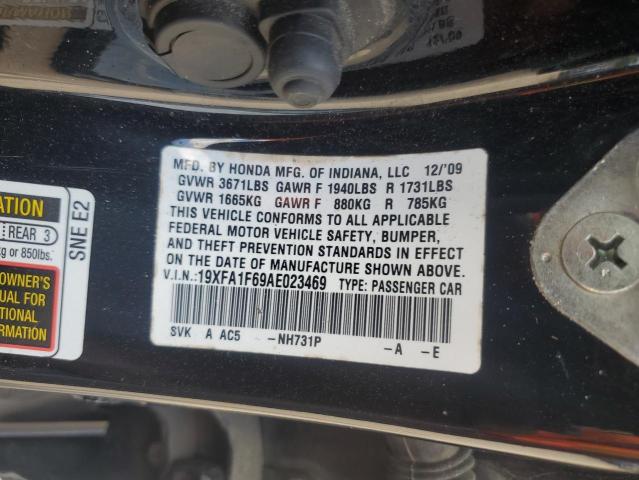 MFD. BY HONDA MFG. OF INDIANA, LLC 12/'09
GVWR 3671LBS GAWR F 1940LBS R 1731LBS
GVWR 1665KG GAWR F 880KG R 785KG
THIS VEHICLE CONFORMS TO ALL APPLICABLE
FEDERAL MOTOR VEHICLE SAFETY, BUMPER,
AND THEFT PREVENTION STANDARDS IN EFFECT
ON THE DATE OF MANUFACTURE SHOWN ABOVE.
V.I.N.:19XFA1F69AE023469 TYPE: PASSENGER CAR
SVK A AC5 -NH731P -A -E
ATION
REAR 3
kg or 850lbs.
OWNER'S
UAL FOR
TIONAL
RMATION
SNE E2